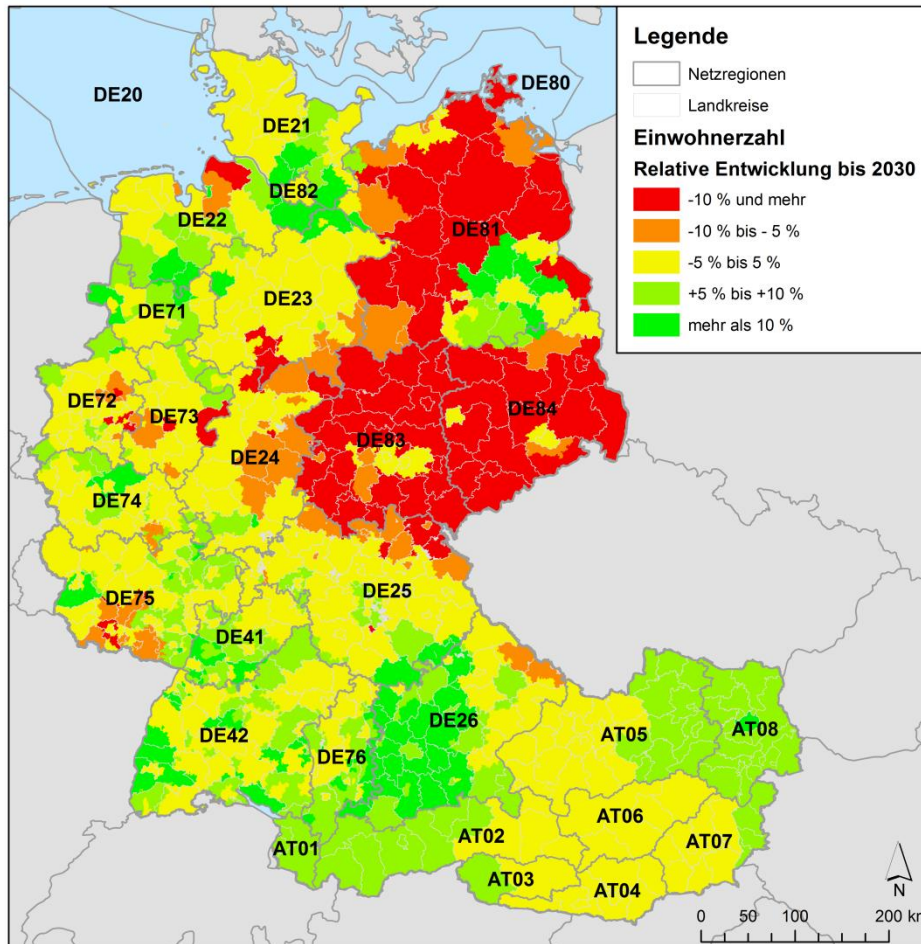 Legende
Netzregionen
Landkreise
Einwohnerzahl
Relative Entwicklung bis 2030
-10 % und mehr
-10 % bis - 5 %
-5 % bis 5 %
+5 % bis +10 %
mehr als 10 %
DE20
DE80
DE21
DE82
DE22
DE81
DE23
DE71
DE72
DE73
DE84
DE83
DE24
DE74
DE75
DE25
DE41
DE26
DE42
DE76
AT05
AT08
AT06
AT02
AT07
AT01
AT03
AT04
N
0 50 100 200 km